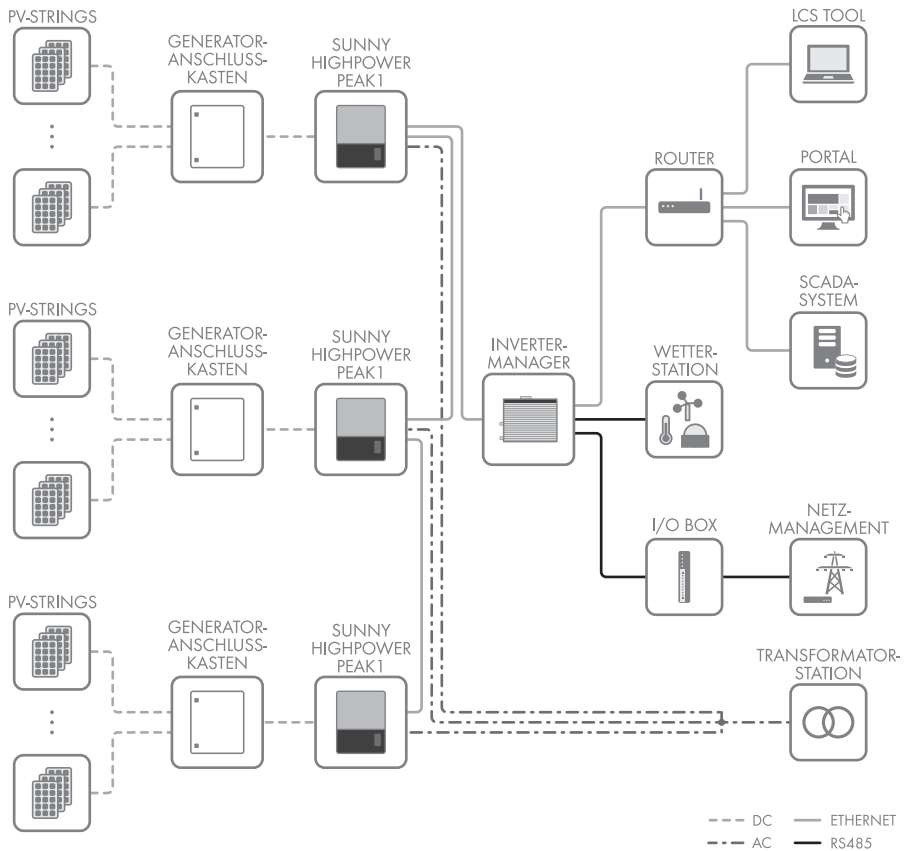 PV-STRINGS
GENERATOR-
ANSCHLUSS-
KASTEN
SUNNY
HIGHPOWER
PEAK1
LCS TOOL
ROUTER
PORTAL
SCADA-
SYSTEM
PV-STRINGS
GENERATOR-
ANSCHLUSS-
KASTEN
SUNNY
HIGHPOWER
PEAK1
INVERTER-
MANAGER
WETTER-
STATION
I/O BOX
NETZ-
MANAGEMENT
PV-STRINGS
GENERATOR-
ANSCHLUSS-
KASTEN
SUNNY
HIGHPOWER
PEAK1
TRANSFORMATOR-
STATION
DC
ETHERNET
AC
RS485